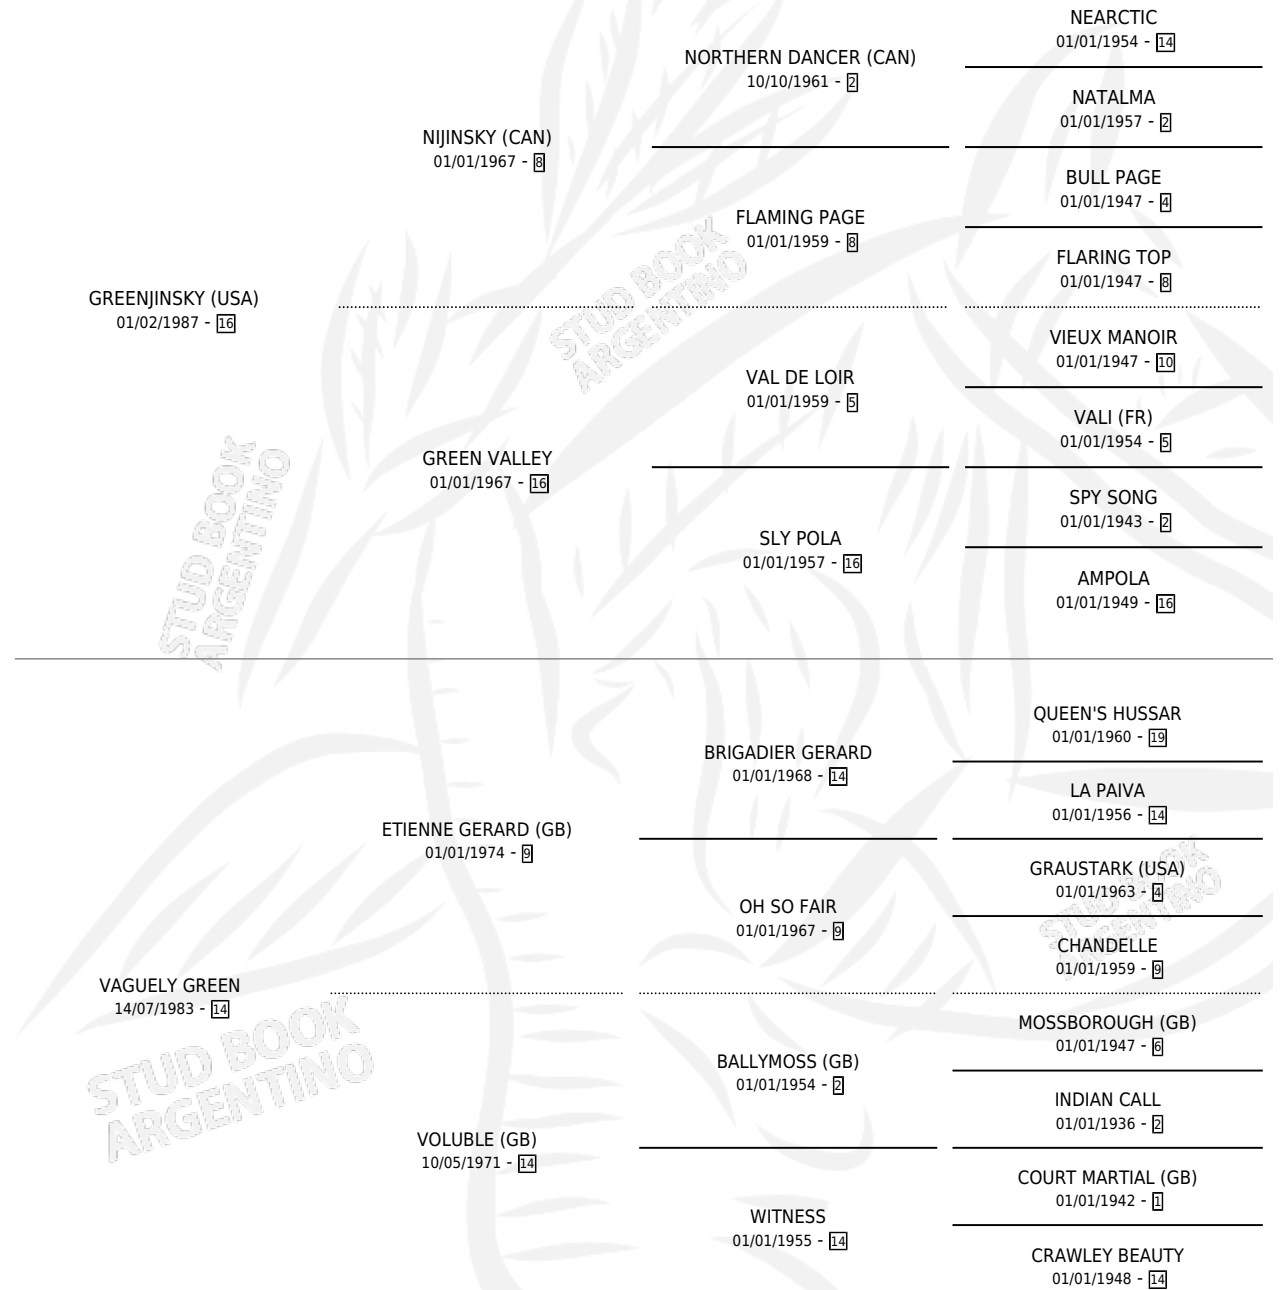 NEARCTIC
01/01/1954 - 14
NORTHERN DANCER (CAN)
10/10/1961 - 2
NATALMA
01/01/1957 - 2
NIJINSKY (CAN)
01/01/1967 - 8
BULL PAGE
01/01/1947 - 4
FLAMING PAGE
01/01/1959 - 8
FLARING TOP
01/01/1947 - 8
GREENJINSKY (USA)
01/02/1987 - 16
STUD BOOK
ARGENTINO
VIEUX MANOIR
01/01/1947 - 10
VAL DE LOIR
01/01/1959 - 5
VALI (FR)
01/01/1954 - 5
GREEN VALLEY
01/01/1967 - 16
SPY SONG
01/01/1943 - 2
SLY POLA
01/01/1957 - 16
AMPOLA
01/01/1949 - 16
STUD BOOK
ARGENTINO
QUEEN'S HUSSAR
01/01/1960 - 19
BRIGADIER GERARD
01/01/1968 - 14
LA PAIVA
01/01/1956 - 14
ETIENNE GERARD (GB)
01/01/1974 - 9
GRAUSTARK (USA)
01/01/1963 - 4
OH SO FAIR
01/01/1967 - 9
STUD BOOK
ARGENTINO
CHANDELLE
01/01/1959 - 9
VAGUELY GREEN
14/07/1983 - 14
MOSSBOROUGH (GB)
01/01/1947 - 6
BALLYMOSS (GB)
01/01/1954 - 2
STUD BOOK
ARGENTINO
INDIAN CALL
01/01/1936 - 2
VOLUBLE (GB)
10/05/1971 - 14
COURT MARTIAL (GB)
01/01/1942 - 1
WITNESS
01/01/1955 - 14
CRAWLEY BEAUTY
01/01/1948 - 14